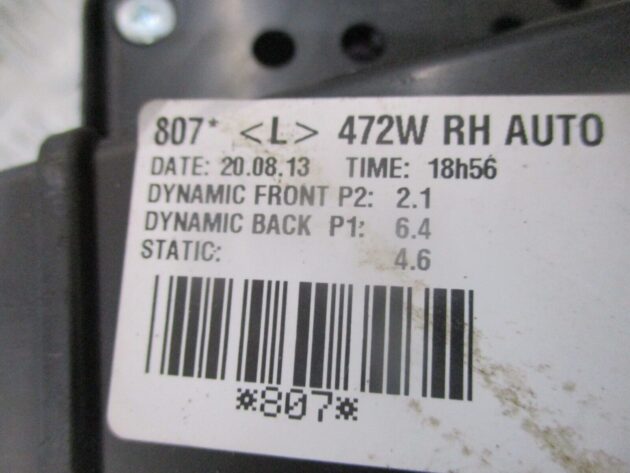 807* <L> 472W RH AUTO
DATE: 20.08.13 TIME: 18h56
DYNAMIC FRONT P2: 2.1
DYNAMIC BACK P1: 6.4
STATIC: 4.6
*807*